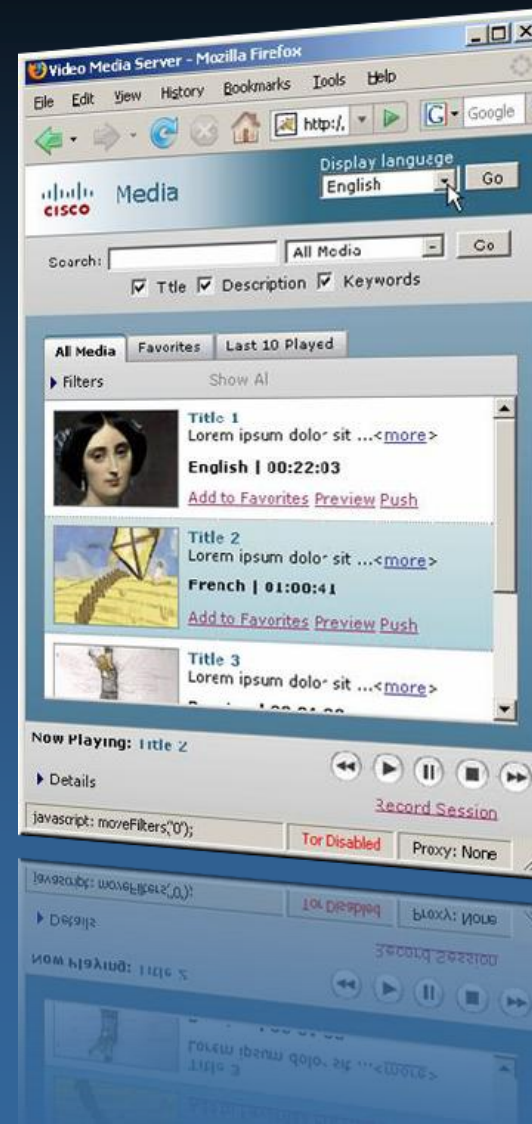 Video Media Server - Mozilla Firefox
File Edit View History Bookmarks Tools Help
http:/, G Google
Display language
CISCO Media English Go
Search: All Media Go
Title Description Keywords
All Media Favorites Last 10 Played
Filters Show Al
Title 1
Lorem ipsum dolor sit ...<more>
English | 00:22:03
Add to Favorites Preview Push
Title 2
Lorem ipsum dolor sit ...<more>
French | 01:00:41
Add to Favorites Preview Push
Title 3
Lorem ipsum dolor sit ...<more>
Now Playing: Title 2
Details
Record Session
javascript: moveFilters('0'); Tor Disabled Proxy: None